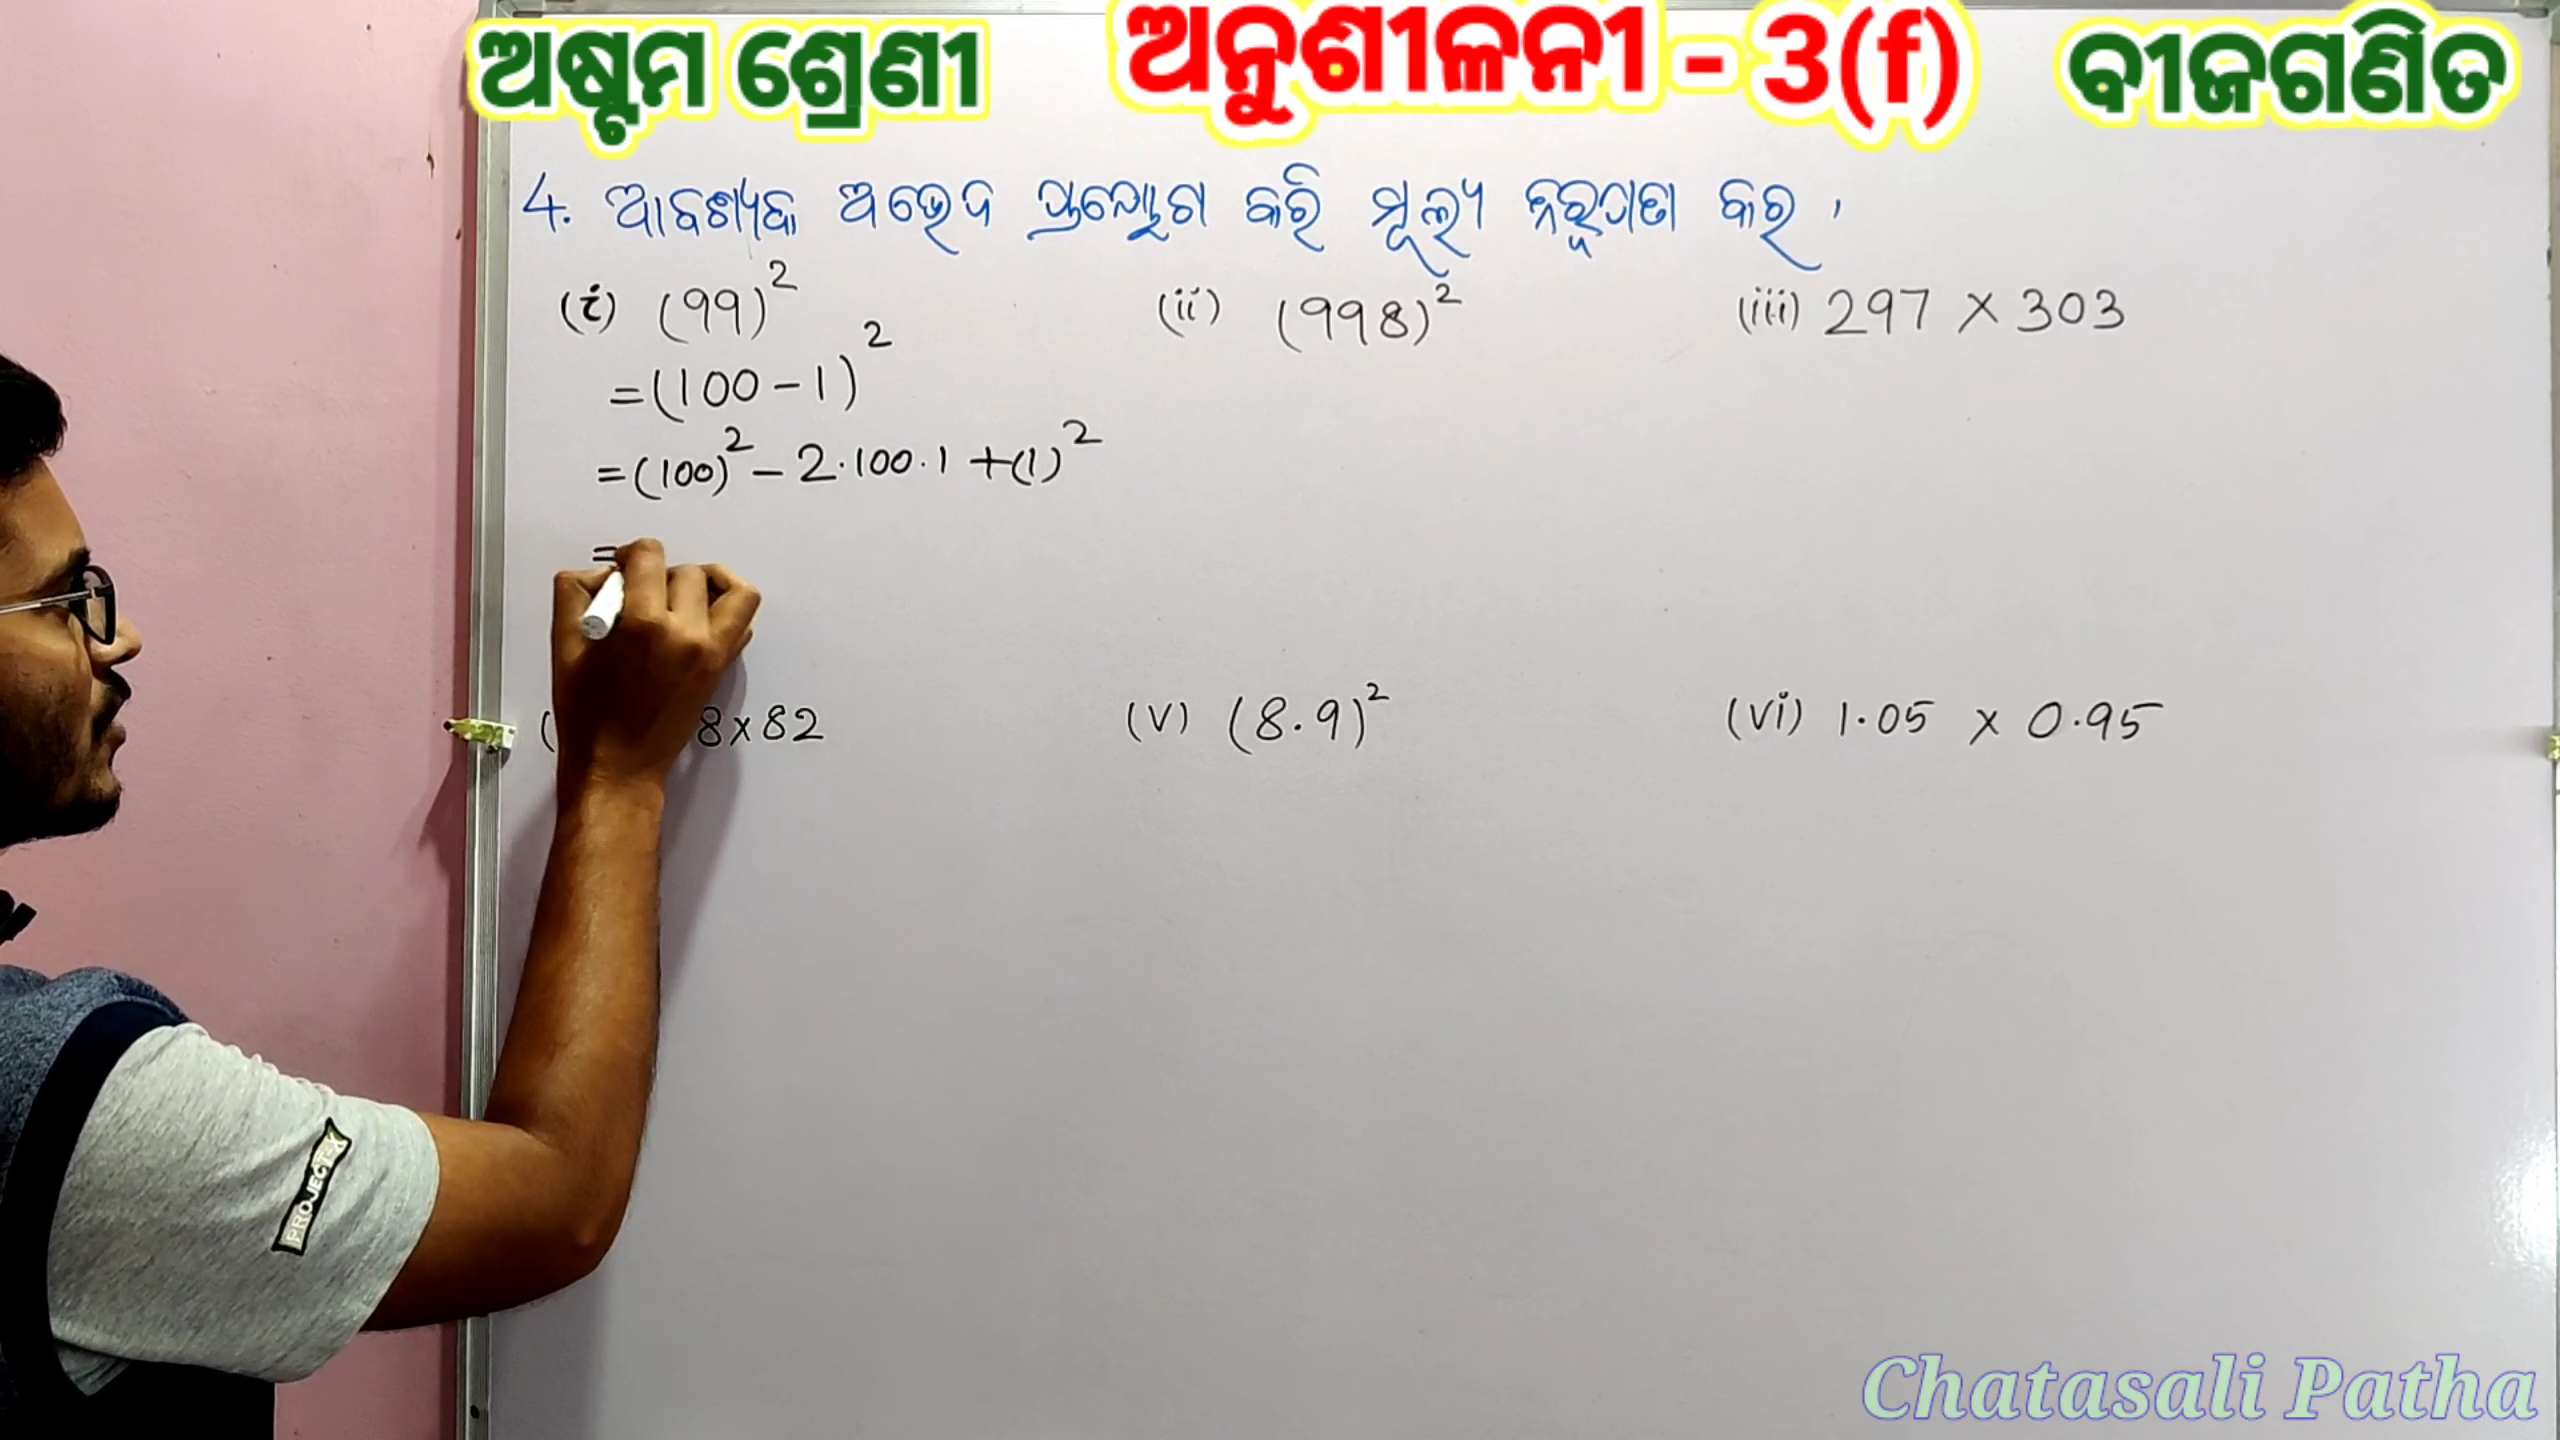 ଅଷ୍ଟମ ଶ୍ରେଣୀ ଅନୁଶୀଳନୀ - 3(f) ବୀଜଗଣିତ
4. ଆବଶ୍ୟକ ଅଭେଦ ପ୍ରୟୋଗ କରି ମୂଲ୍ୟ ନିରୂପଣ କର ।
(i) (99)² (ii) (998)² (iii) 297 × 303
= (100 - 1)²
= (100)² - 2·100·1 + (1)²
=
( 8 × 82 (v) (8.9)² (vi) 1.05 × 0.95
PROJECT
Chatasali Patha